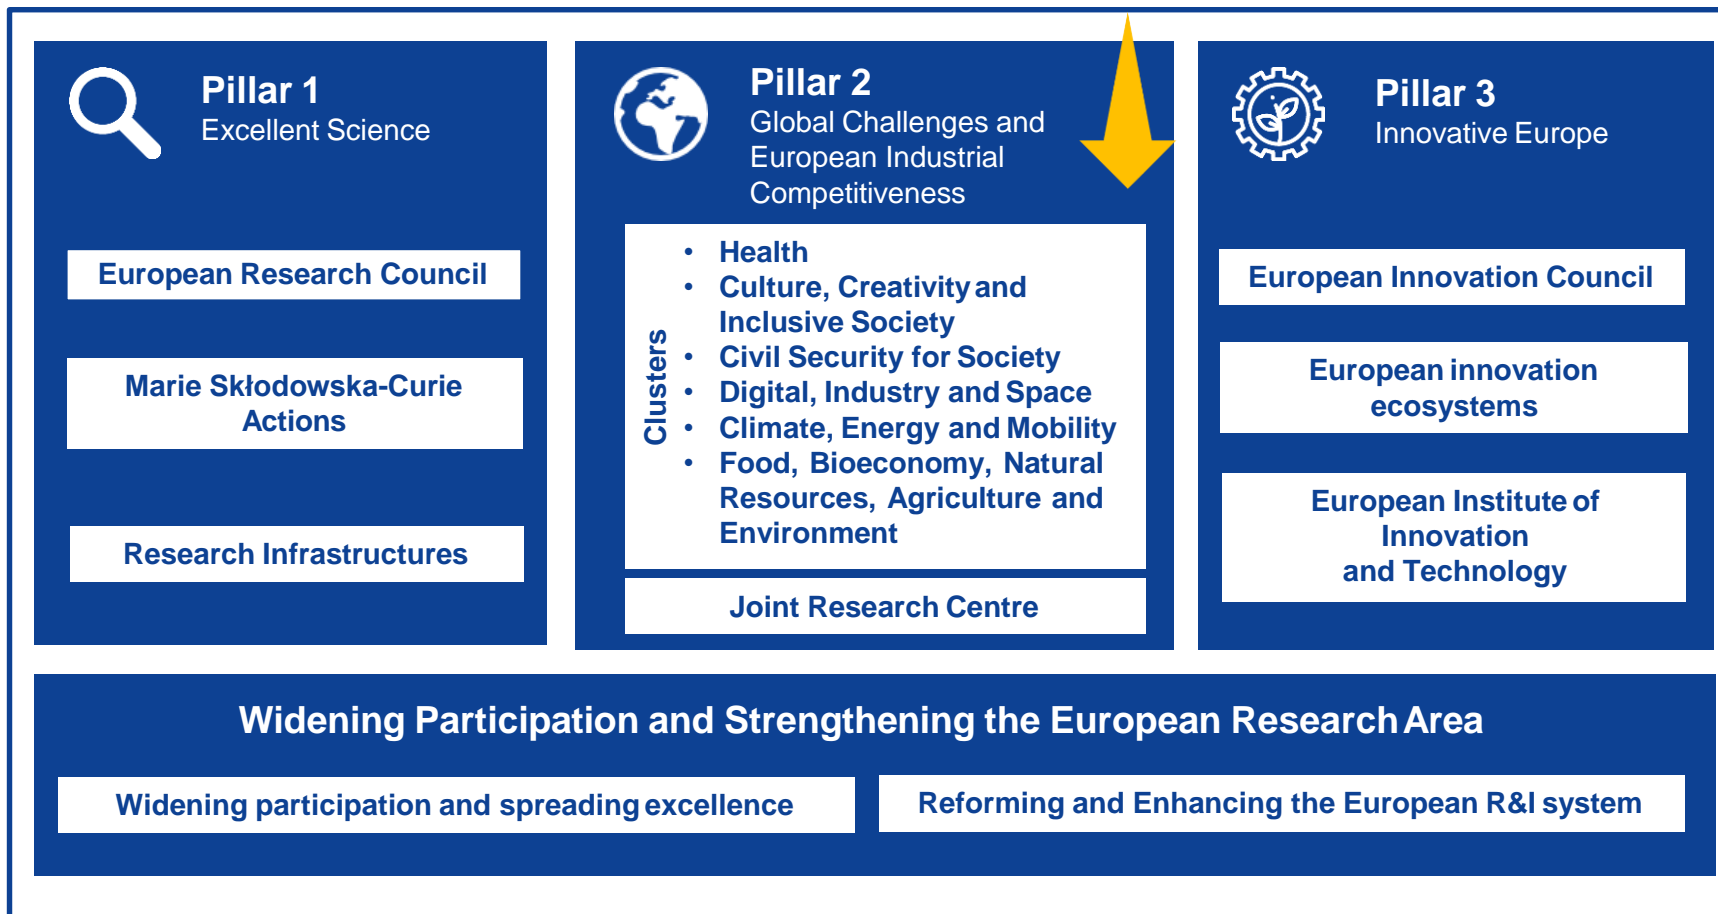 Pillar 1
Excellent Science
European Research Council
Marie Skłodowska-Curie
Actions
Research Infrastructures
Pillar 2
Global Challenges and
European Industrial
Competitiveness
Clusters
• Health
• Culture, Creativity and
Inclusive Society
• Civil Security for Society
• Digital, Industry and Space
• Climate, Energy and Mobility
• Food, Bioeconomy, Natural
Resources, Agriculture and
Environment
Joint Research Centre
Pillar 3
Innovative Europe
European Innovation Council
European innovation
ecosystems
European Institute of
Innovation
and Technology
Widening Participation and Strengthening the European Research Area
Widening participation and spreading excellence
Reforming and Enhancing the European R&I system